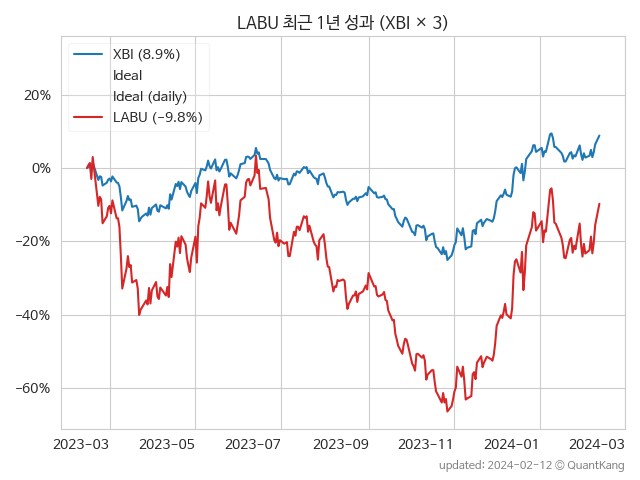 LABU 최근 1년 성과 (XBI × 3)
XBI (8.9%)
Ideal
Ideal (daily)
LABU (−9.8%)
20%
0%
−20%
−40%
−60%
2023-03 2023-05 2023-07 2023-09 2023-11 2024-01 2024-03
updated: 2024-02-12 © QuantKang